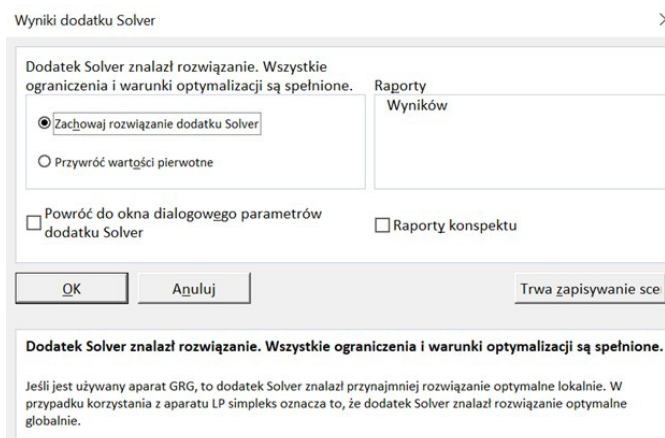 Wyniki dodatku Solver
Dodatek Solver znalazł rozwiązanie. Wszystkie
ograniczenia i warunki optymalizacji są spełnione.
Raporty
Wyników
Zachowaj rozwiązanie dodatku Solver
Przywróć wartości pierwotne
Powróć do okna dialogowego parametrów
dodatku Solver
Raporty konspektu
OK
Anuluj
Trwa zapisywanie sce
Dodatek Solver znalazł rozwiązanie. Wszystkie ograniczenia i warunki optymalizacji są spełnione.
Jeśli jest używany aparat GRG, to dodatek Solver znalazł przynajmniej rozwiązanie optymalne lokalnie. W
przypadku korzystania z aparatu LP simpleks oznacza to, że dodatek Solver znalazł rozwiązanie optymalne
globalnie.